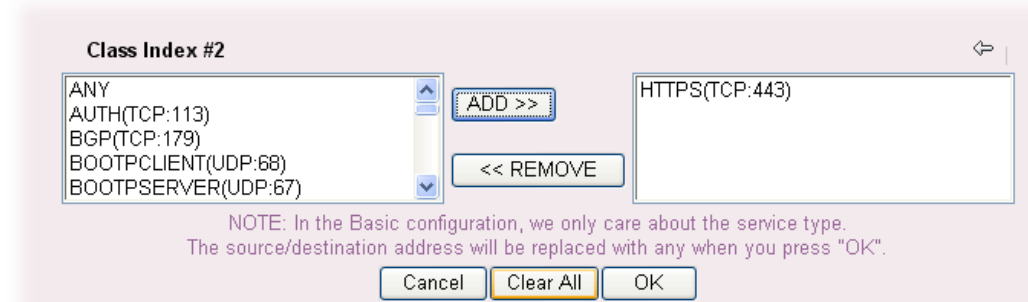 Class Index #2
ANY
AUTH(TCP:113)
BGP(TCP:179)
BOOTPCLIENT(UDP:68)
BOOTPSERVER(UDP:67)
ADD >>
<< REMOVE
HTTPS(TCP:443)
NOTE: In the Basic configuration, we only care about the service type.
The source/destination address will be replaced with any when you press "OK".
Cancel Clear All OK